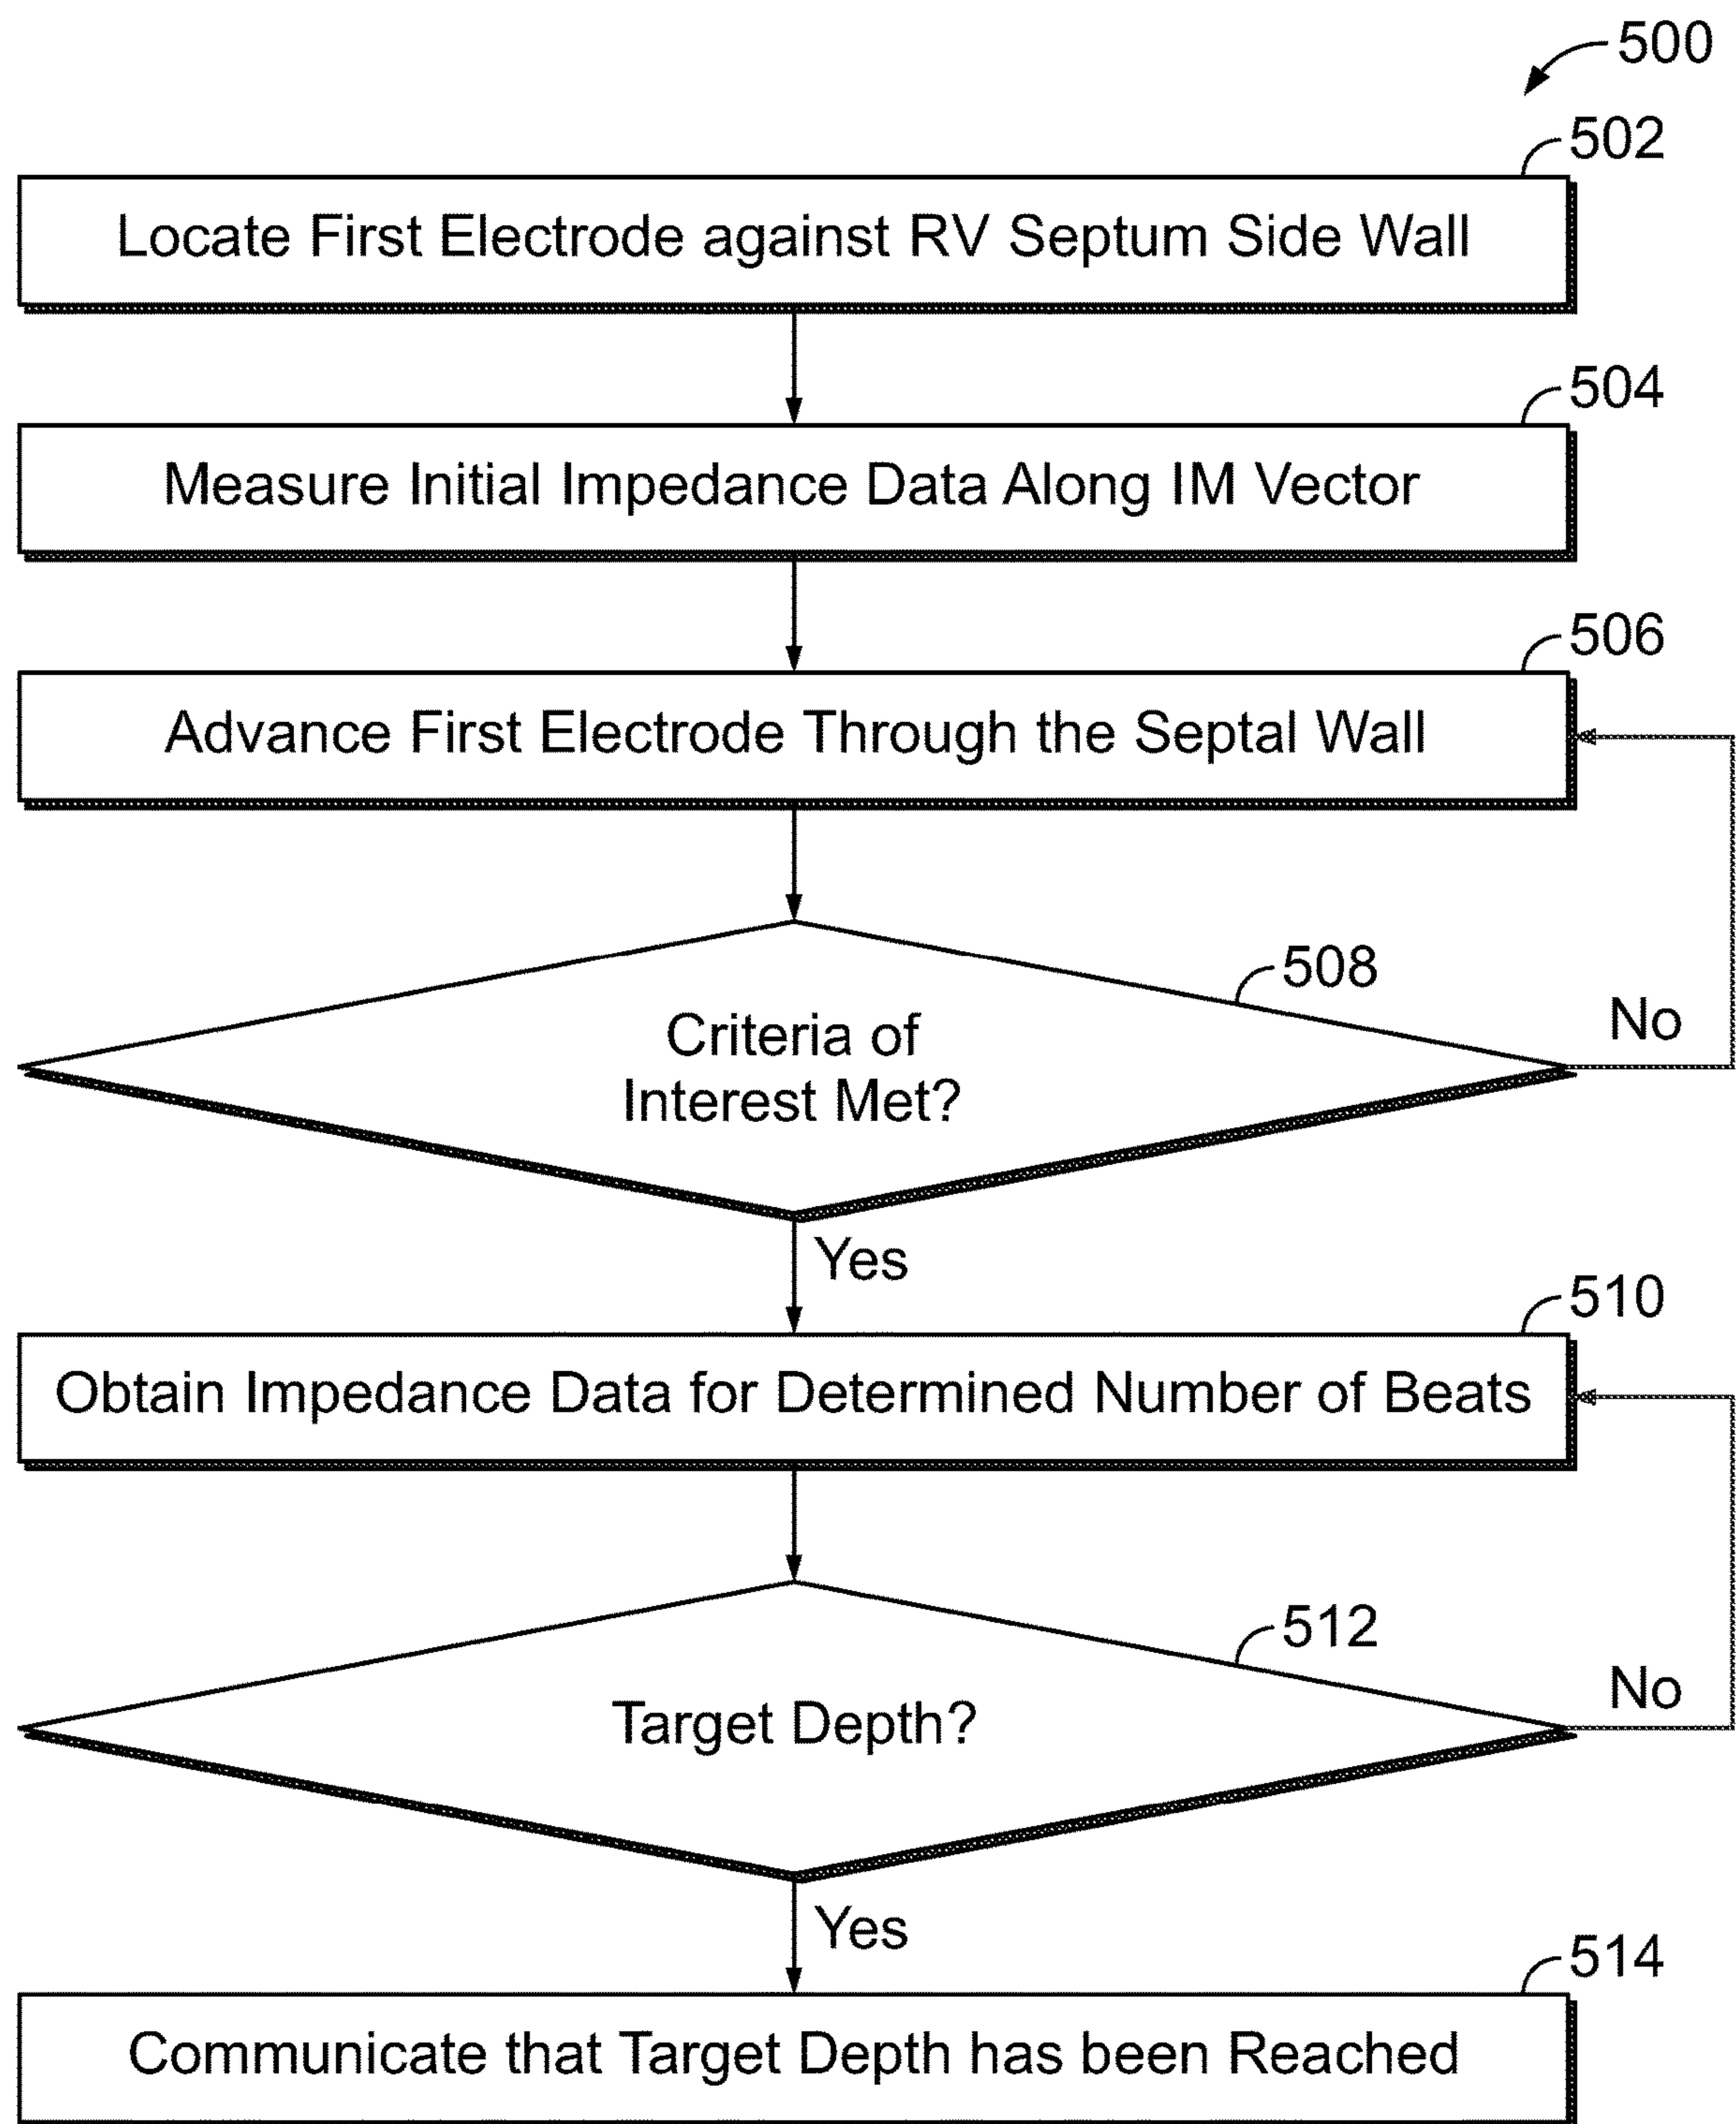 500
502
Locate First Electrode against RV Septum Side Wall
504
Measure Initial Impedance Data Along IM Vector
506
Advance First Electrode Through the Septal Wall
508
Criteria of
Interest Met?
No
Yes
510
Obtain Impedance Data for Determined Number of Beats
512
Target Depth?
No
Yes
514
Communicate that Target Depth has been Reached